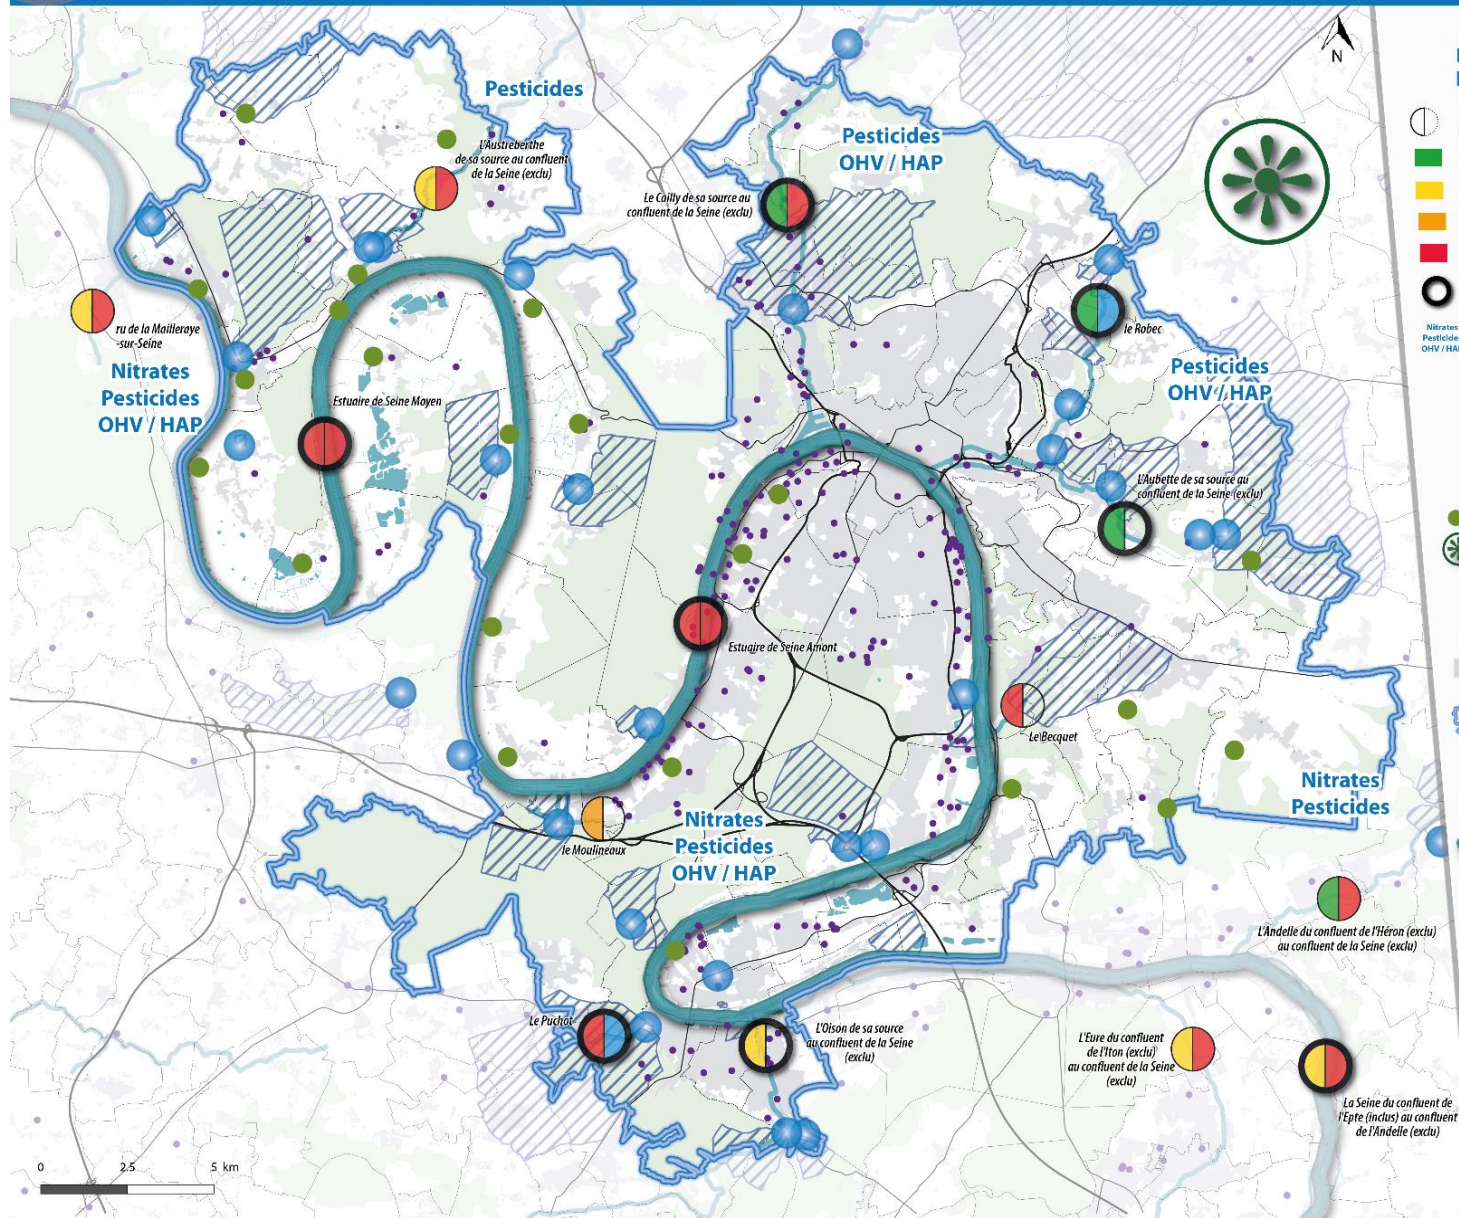 N
Pesticides
L'Austreberthe
de sa source au confluent
de la Seine (exclu)
Pesticides
OHV / HAP
Le Cailly de sa source au
confluent de la Seine (exclu)
ru de la Mailleraye
-sur-Seine
Nitrates
Pesticides
OHV / HAP
Estuaire de Seine Moyen
le Robec
Pesticides
OHV / HAP
Nitrates
OHV
L'Aubette de sa source au
confluent de la Seine (exclu)
Estuaire de Seine Amont
Le Becquet
Nitrates
Pesticides
le Moulineaux
Nitrates
Pesticides
OHV / HAP
L'Andelle du confluent de l'Héron (exclu)
au confluent de la Seine (exclu)
Le Puchot
L'Oison de sa source
au confluent de la Seine
(exclu)
L'Eure du confluent
de l'Iton (exclu)
au confluent de la Seine
(exclu)
La Seine du confluent de
l'Epte (inclus) au confluent
de l'Andelle (exclu)
0 2.5 5 km